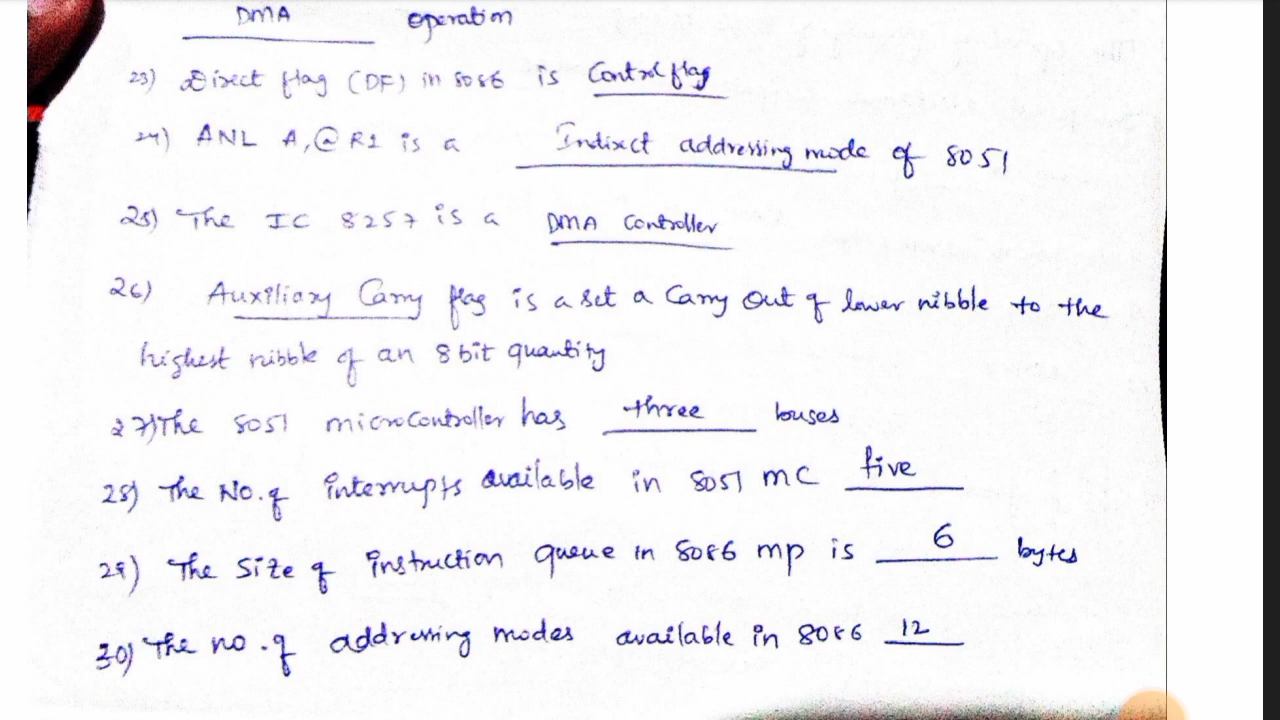 DMA operation
23) Direct flag (DF) in 8086 is Control flag
24) ANL A,@R1 is a Indirect addressing mode of 8051
25) The IC 8257 is a DMA Controller
26) Auxiliary Carry flag is a set a Carry Out of lower nibble to the
highest nibble of an 8 bit quantity
27) The 8051 microcontroller has three buses
28) The No. of interrupts available in 8051 MC five
29) The Size of instruction queue in 8086 mp is 6 bytes
30) The no. of addressing modes available in 8086 12